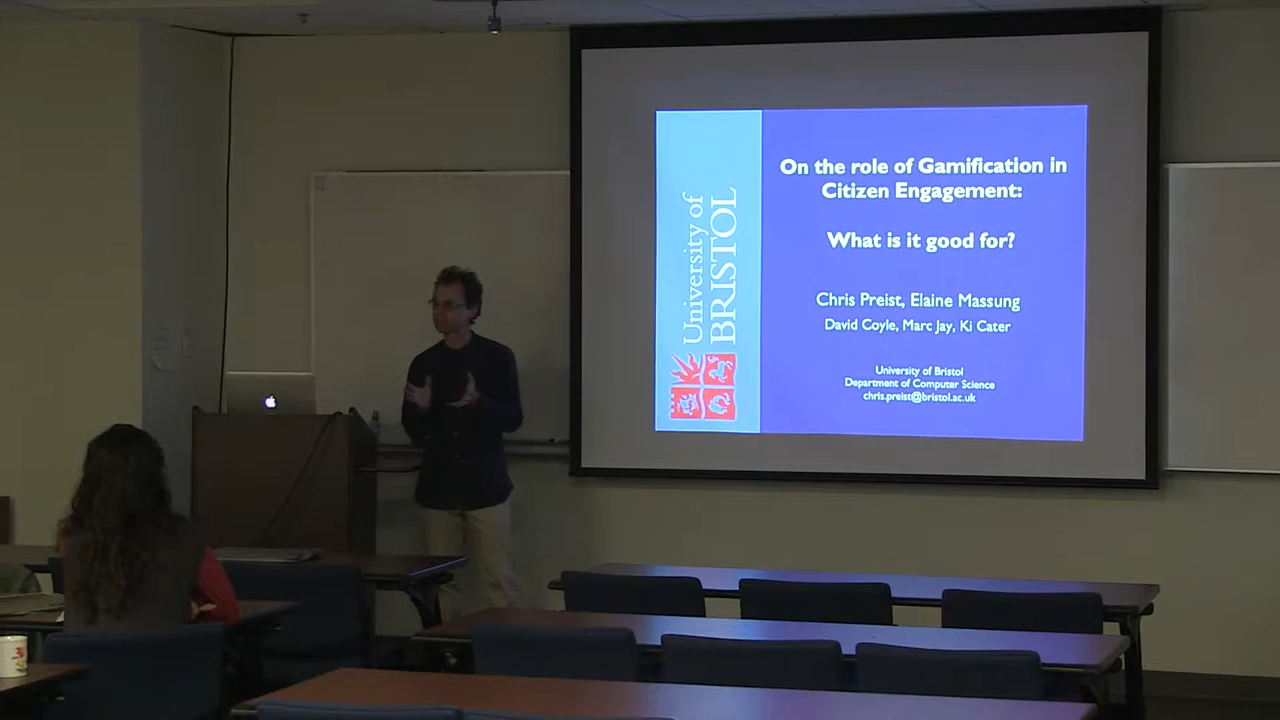 On the role of Gamification in
Citizen Engagement:
What is it good for?
Chris Preist, Elaine Massung
David Coyle, Marc Jay, Ki Cater
University of Bristol
Department of Computer Science
chris.preist@bristol.ac.uk
University of
BRISTOL